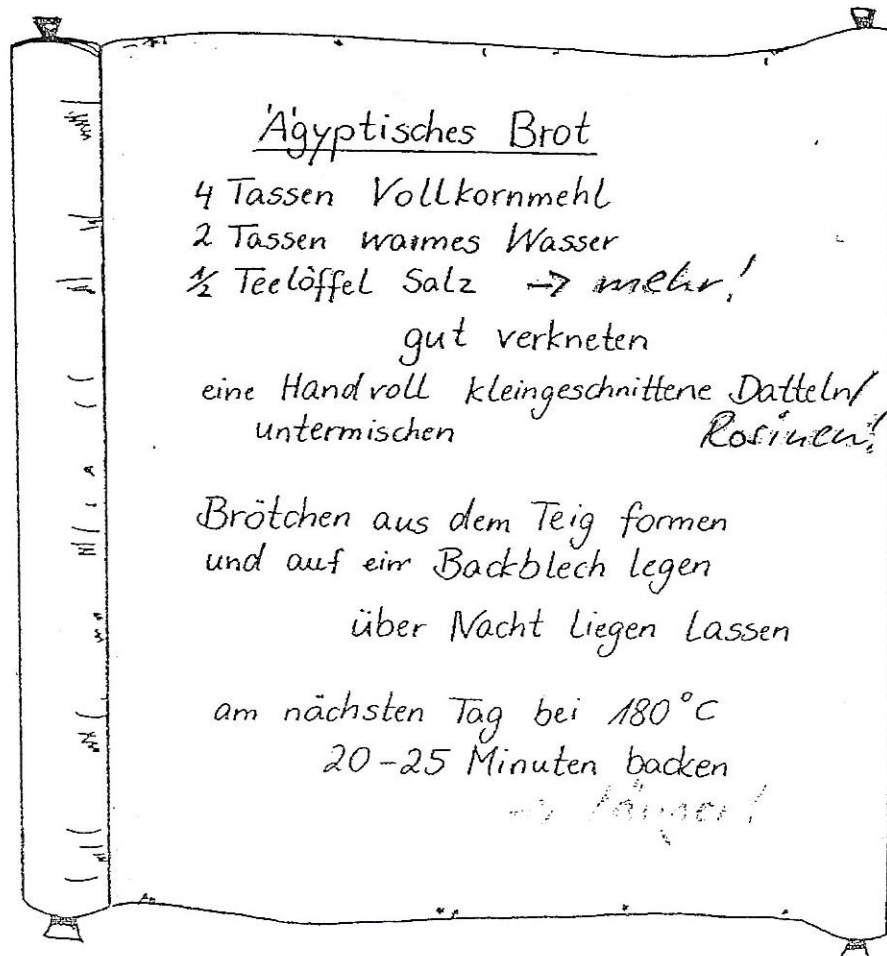 Ägyptisches Brot
4 Tassen Vollkornmehl
2 Tassen warmes Wasser
½ Teelöffel Salz → mehr!
gut verkneten
eine Handvoll kleingeschnittene Datteln/
untermischen Rosinen!
Brötchen aus dem Teig formen
und auf ein Backblech legen
über Nacht liegen lassen
am nächsten Tag bei 180°C
20-25 Minuten backen
→ länger!